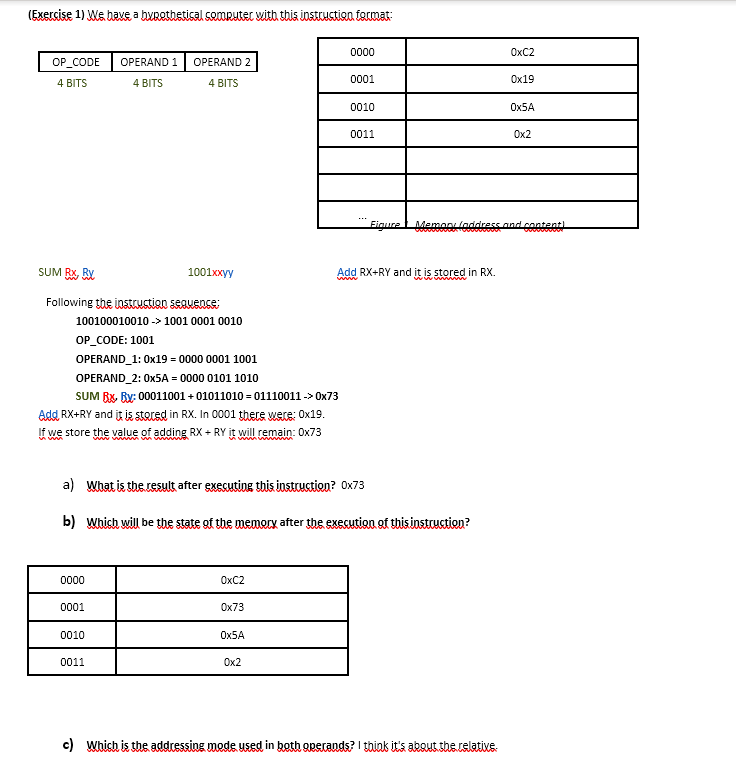 (Exercise 1) We have a hypothetical computer with this instruction format:
OP_CODE OPERAND 1 OPERAND 2
4 BITS 4 BITS 4 BITS
0000 0xC2
0001 0x19
0010 0x5A
0011 0x2
...
Figure 1. Memory (address and content)
SUM Rx, Ry 1001xxyy Add RX+RY and it is stored in RX.
Following the instruction sequence:
100100010010 -> 1001 0001 0010
OP_CODE: 1001
OPERAND_1: 0x19 = 0000 0001 1001
OPERAND_2: 0x5A = 0000 0101 1010
SUM Rx, Ry: 00011001 + 01011010 = 01110011 -> 0x73
Add RX+RY and it is stored in RX. In 0001 there were: 0x19.
If we store the value of adding RX + RY it will remain: 0x73
a) What is the result after executing this instruction? 0x73
b) Which will be the state of the memory after the execution of this instruction?
0000 0xC2
0001 0x73
0010 0x5A
0011 0x2
c) Which is the addressing mode used in both operands? I think it's about the relative.